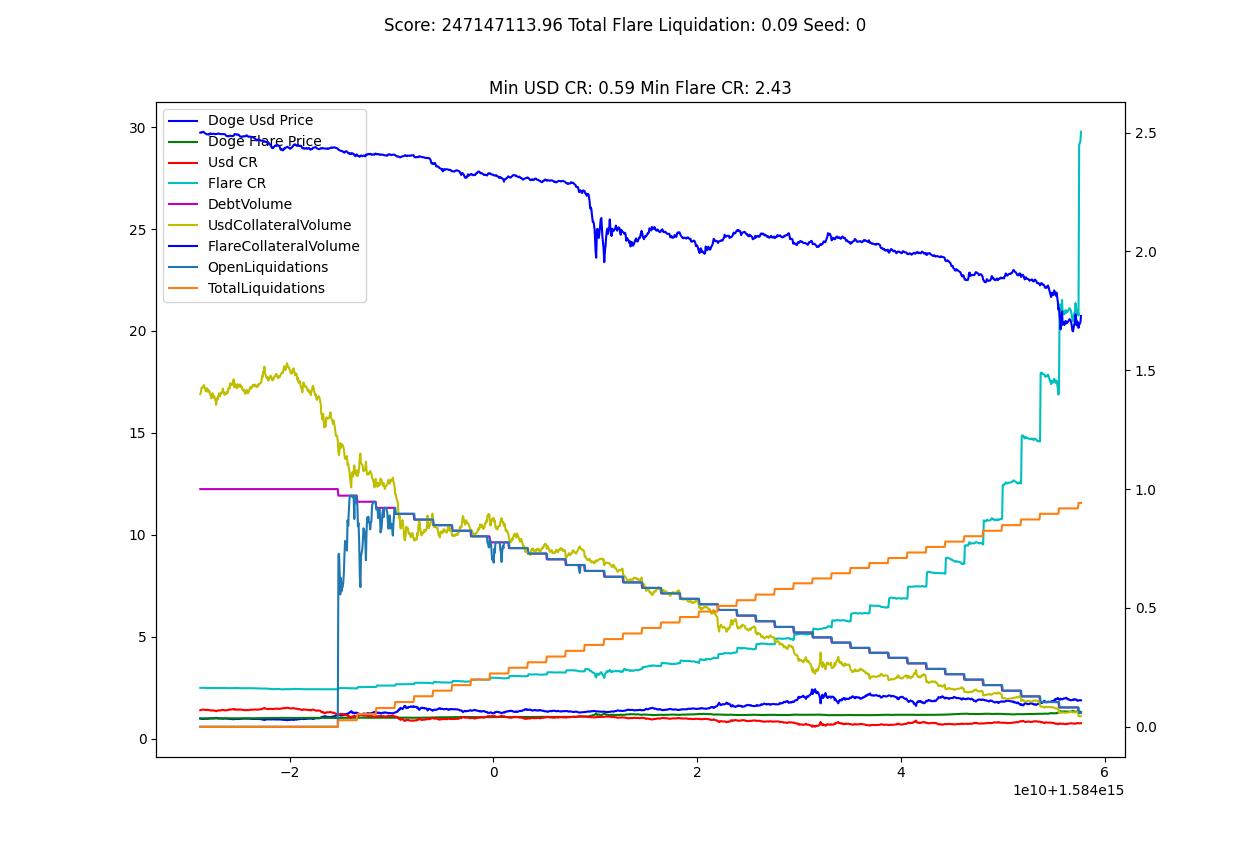 Score: 247147113.96 Total Flare Liquidation: 0.09 Seed: 0
Min USD CR: 0.59 Min Flare CR: 2.43
Doge Usd Price
Doge Flare Price
Usd CR
Flare CR
DebtVolume
UsdCollateralVolume
FlareCollateralVolume
OpenLiquidations
TotalLiquidations
30
25
20
15
10
5
0
2.5
2.0
1.5
1.0
0.5
0.0
−2
0
2
4
6
1e10+1.584e15